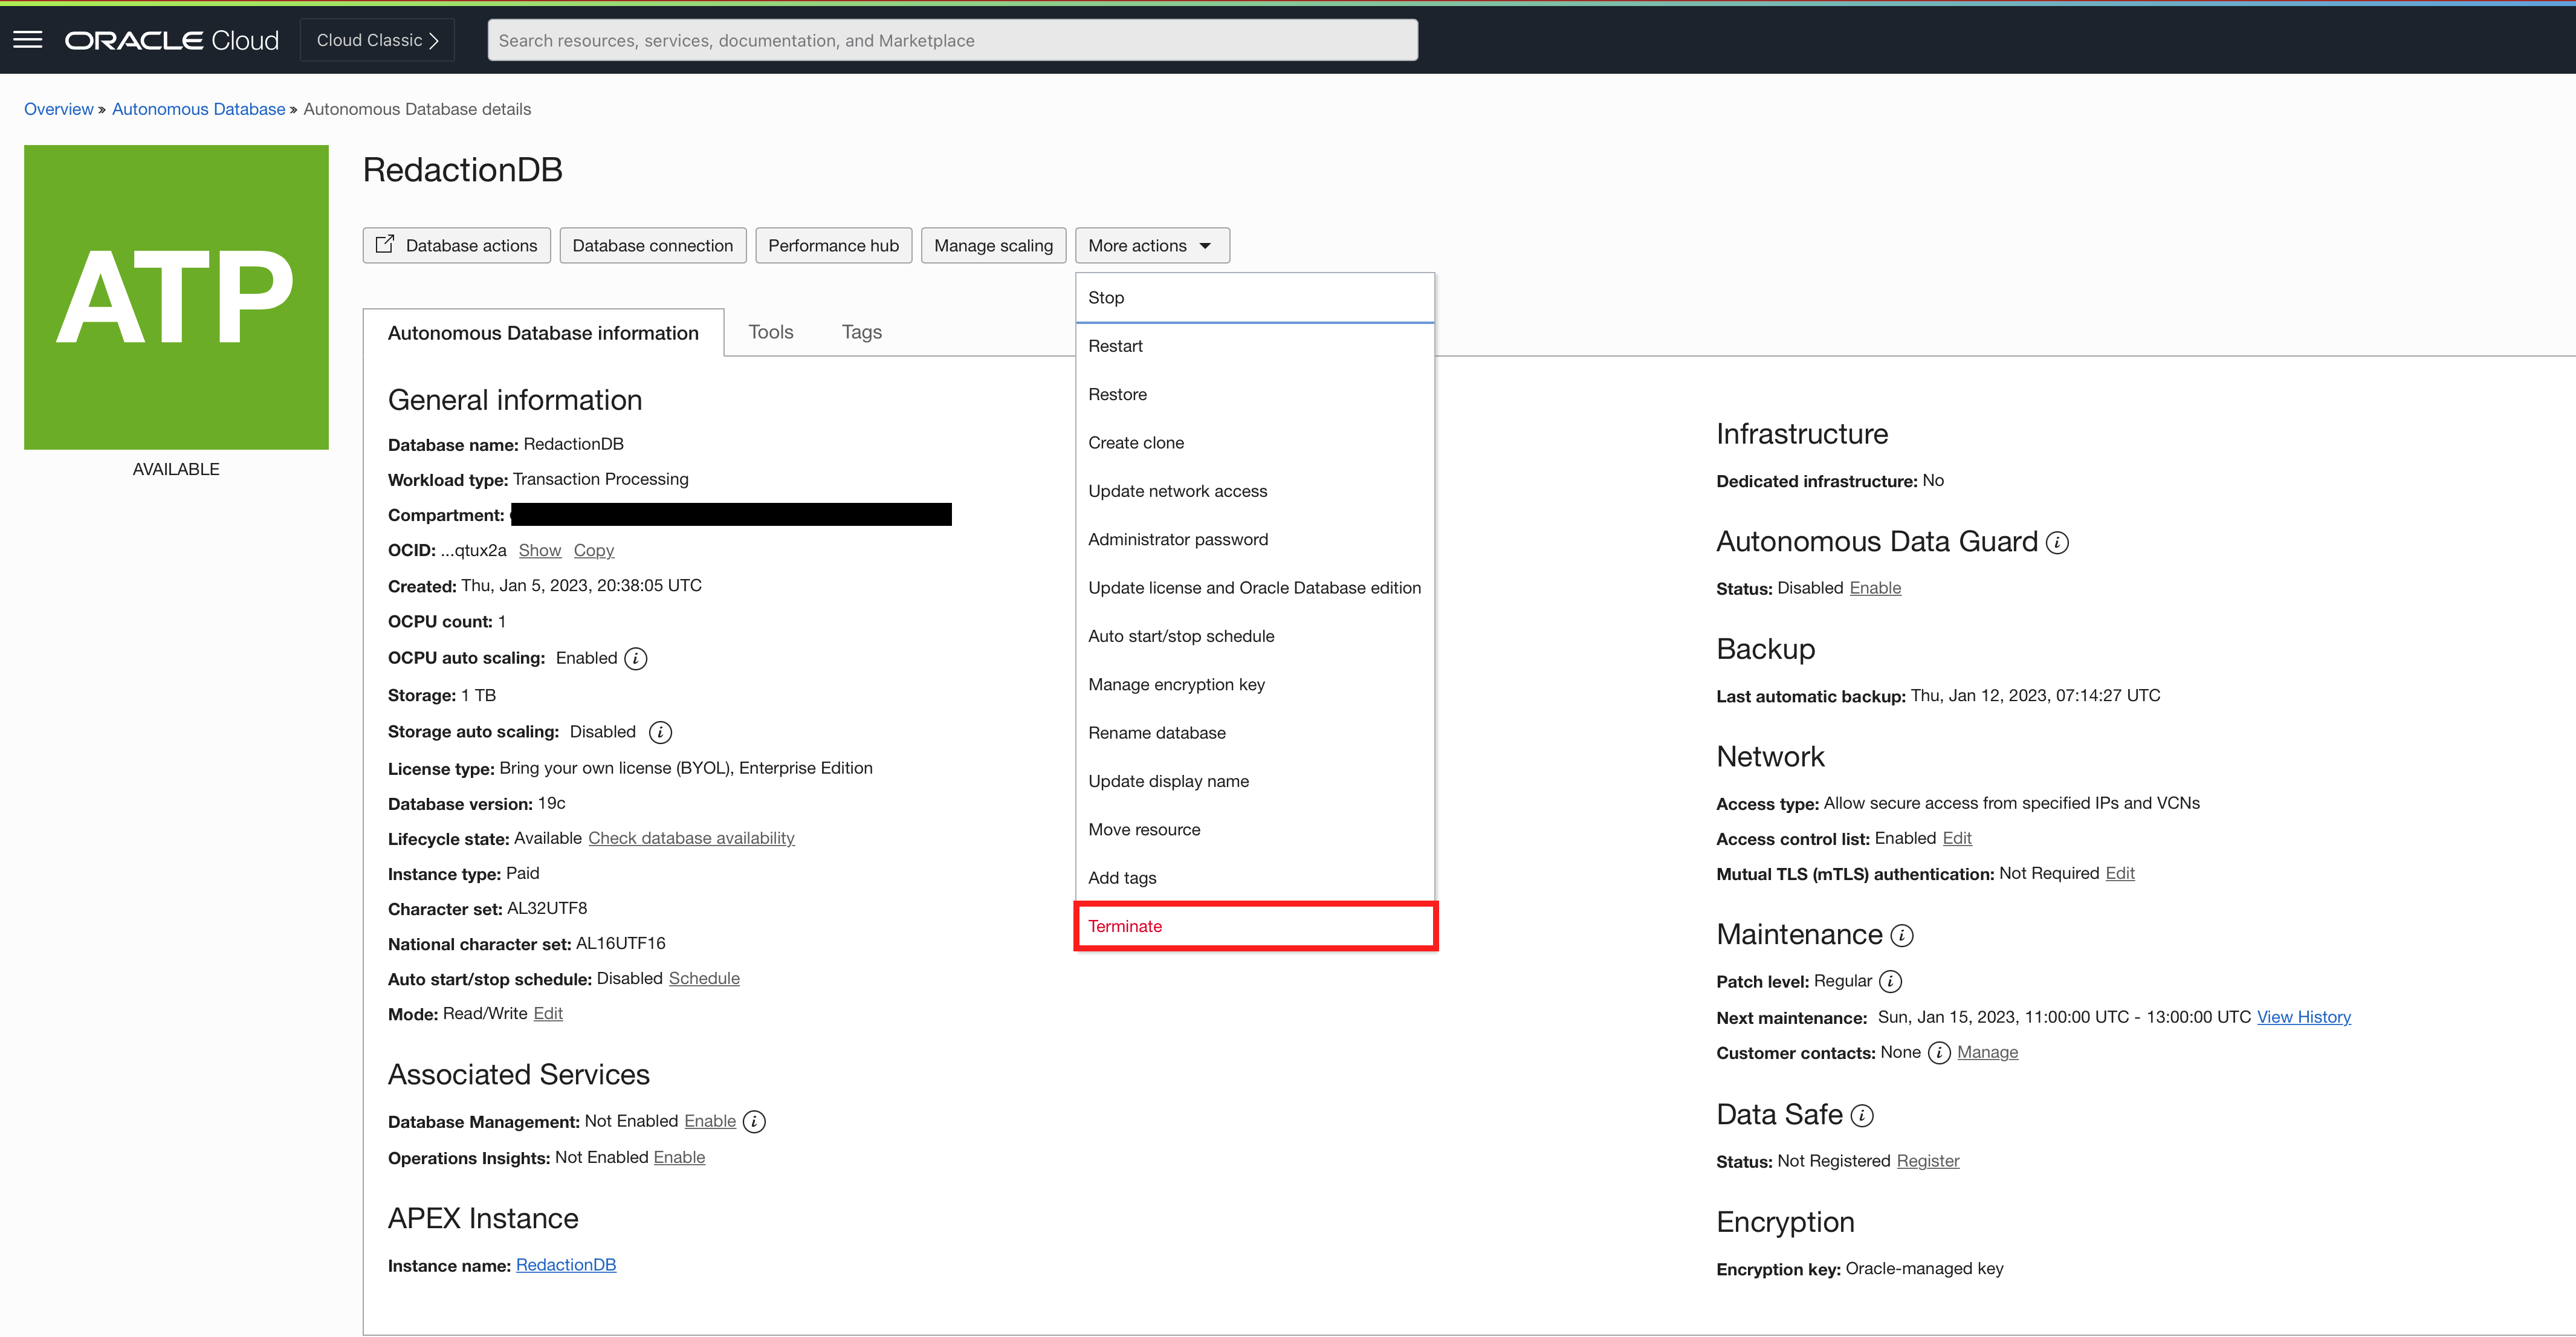 ORACLE Cloud
Cloud Classic
Search resources, services, documentation, and Marketplace
Overview » Autonomous Database » Autonomous Database details
ATP
AVAILABLE
RedactionDB
Database actions
Database connection
Performance hub
Manage scaling
More actions
Stop
Restart
Restore
Create clone
Update network access
Administrator password
Update license and Oracle Database edition
Auto start/stop schedule
Manage encryption key
Rename database
Update display name
Move resource
Add tags
Terminate
Autonomous Database information
Tools
Tags
General information
Database name: RedactionDB
Workload type: Transaction Processing
Compartment:
OCID: ...qtux2a Show Copy
Created: Thu, Jan 5, 2023, 20:38:05 UTC
OCPU count: 1
OCPU auto scaling: Enabled i
Storage: 1 TB
Storage auto scaling: Disabled i
License type: Bring your own license (BYOL), Enterprise Edition
Database version: 19c
Lifecycle state: Available Check database availability
Instance type: Paid
Character set: AL32UTF8
National character set: AL16UTF16
Auto start/stop schedule: Disabled Schedule
Mode: Read/Write Edit
Associated Services
Database Management: Not Enabled Enable i
Operations Insights: Not Enabled Enable
APEX Instance
Instance name: RedactionDB
Infrastructure
Dedicated infrastructure: No
Autonomous Data Guard i
Status: Disabled Enable
Backup
Last automatic backup: Thu, Jan 12, 2023, 07:14:27 UTC
Network
Access type: Allow secure access from specified IPs and VCNs
Access control list: Enabled Edit
Mutual TLS (mTLS) authentication: Not Required Edit
Maintenance i
Patch level: Regular i
Next maintenance: Sun, Jan 15, 2023, 11:00:00 UTC - 13:00:00 UTC View History
Customer contacts: None i Manage
Data Safe i
Status: Not Registered Register
Encryption
Encryption key: Oracle-managed key